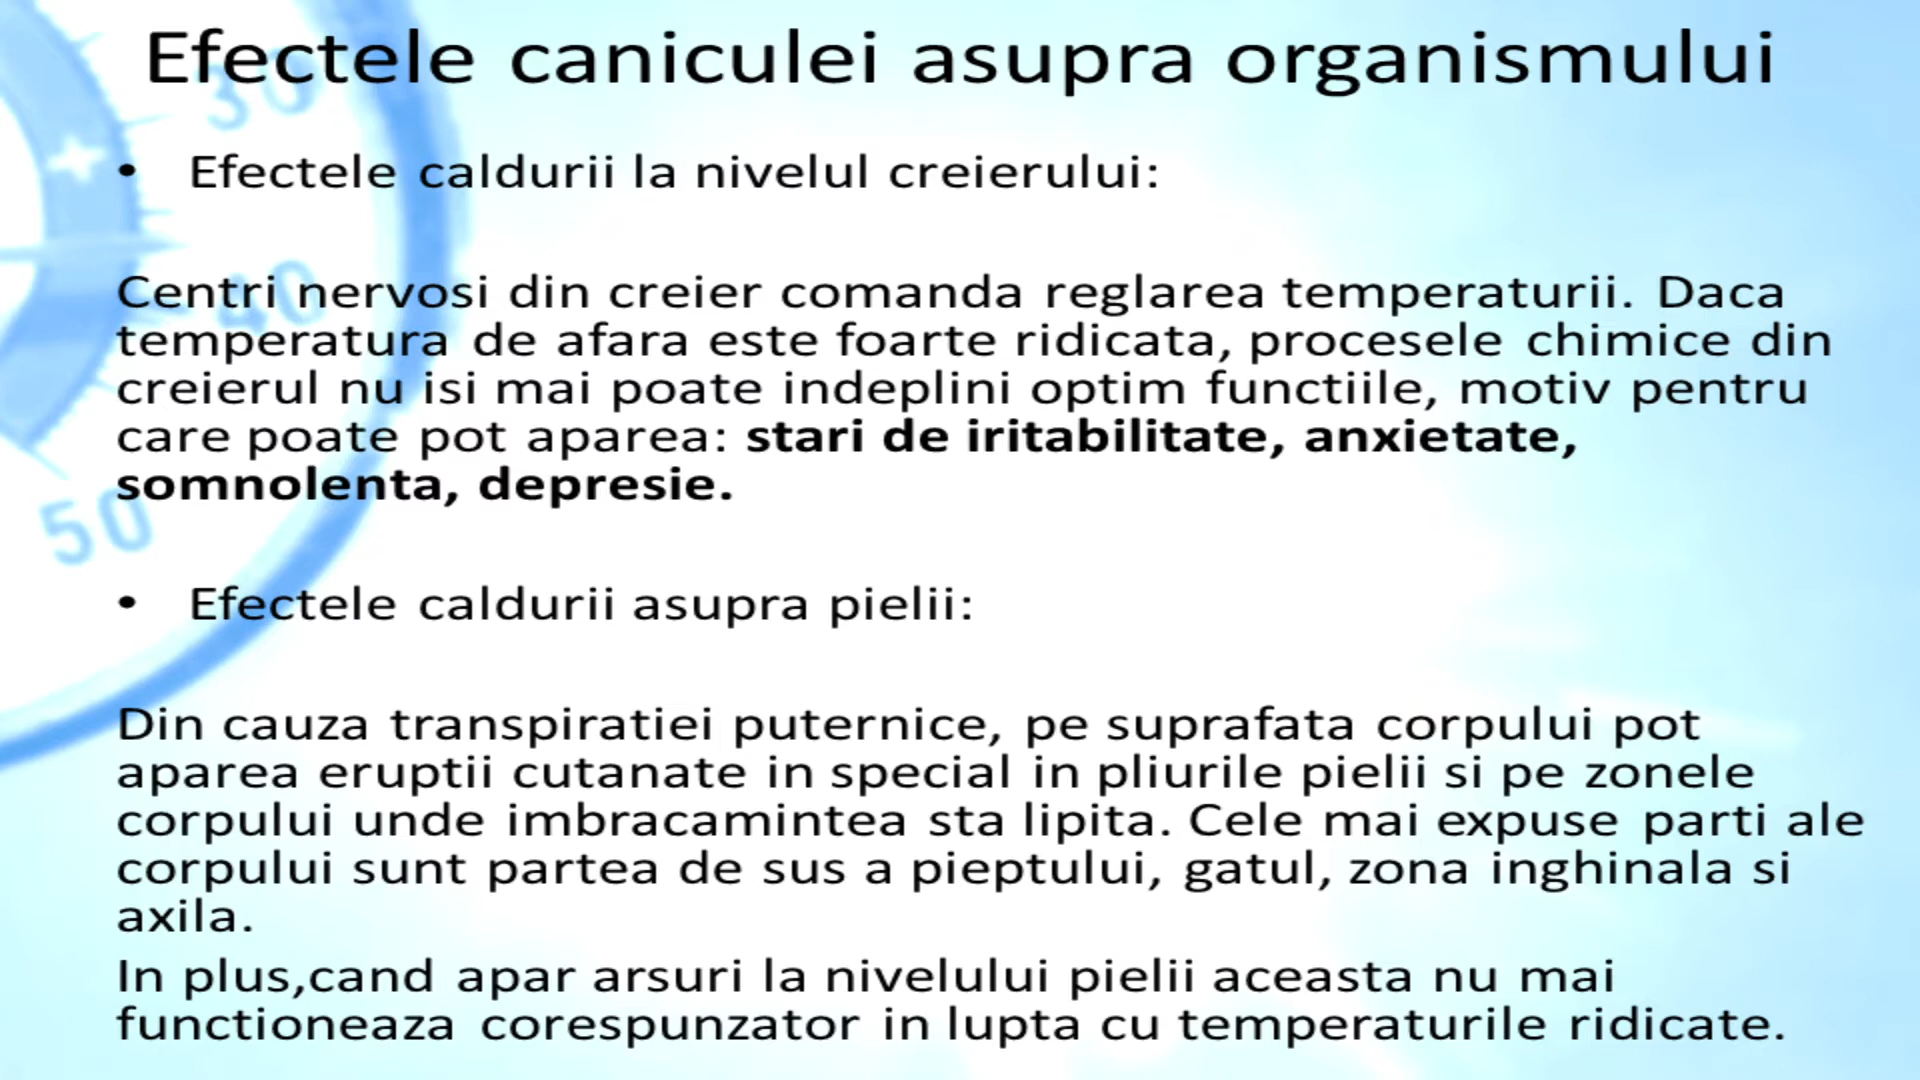 Efectele caniculei asupra organismului
• Efectele caldurii la nivelul creierului:
Centri nervosi din creier comanda reglarea temperaturii. Daca
temperatura de afara este foarte ridicata, procesele chimice din
creierul nu isi mai poate indeplini optim functiile, motiv pentru
care poate pot aparea: stari de iritabilitate, anxietate,
somnolenta, depresie.
• Efectele caldurii asupra pielii:
Din cauza transpiratiei puternice, pe suprafata corpului pot
aparea eruptii cutanate in special in pliurile pielii si pe zonele
corpului unde imbracamintea sta lipita. Cele mai expuse parti ale
corpului sunt partea de sus a pieptului, gatul, zona inghinala si
axila.
In plus,cand apar arsuri la nivelului pielii aceasta nu mai
functioneaza corespunzator in lupta cu temperaturile ridicate.
30
40
50